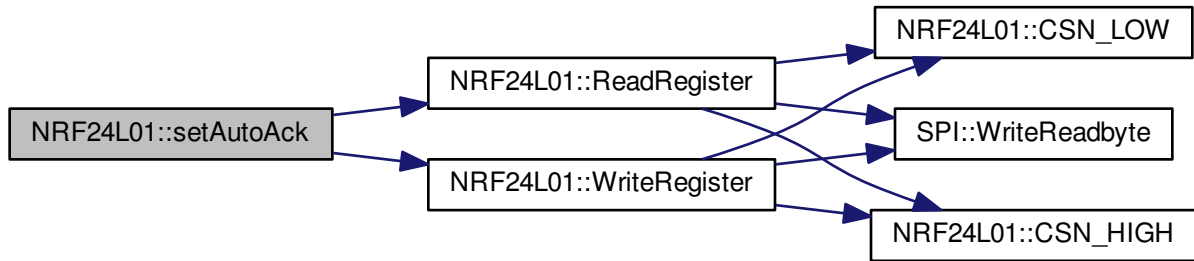 NRF24L01::setAutoAck
NRF24L01::ReadRegister
NRF24L01::WriteRegister
NRF24L01::CSN_LOW
SPI::WriteReadbyte
NRF24L01::CSN_HIGH